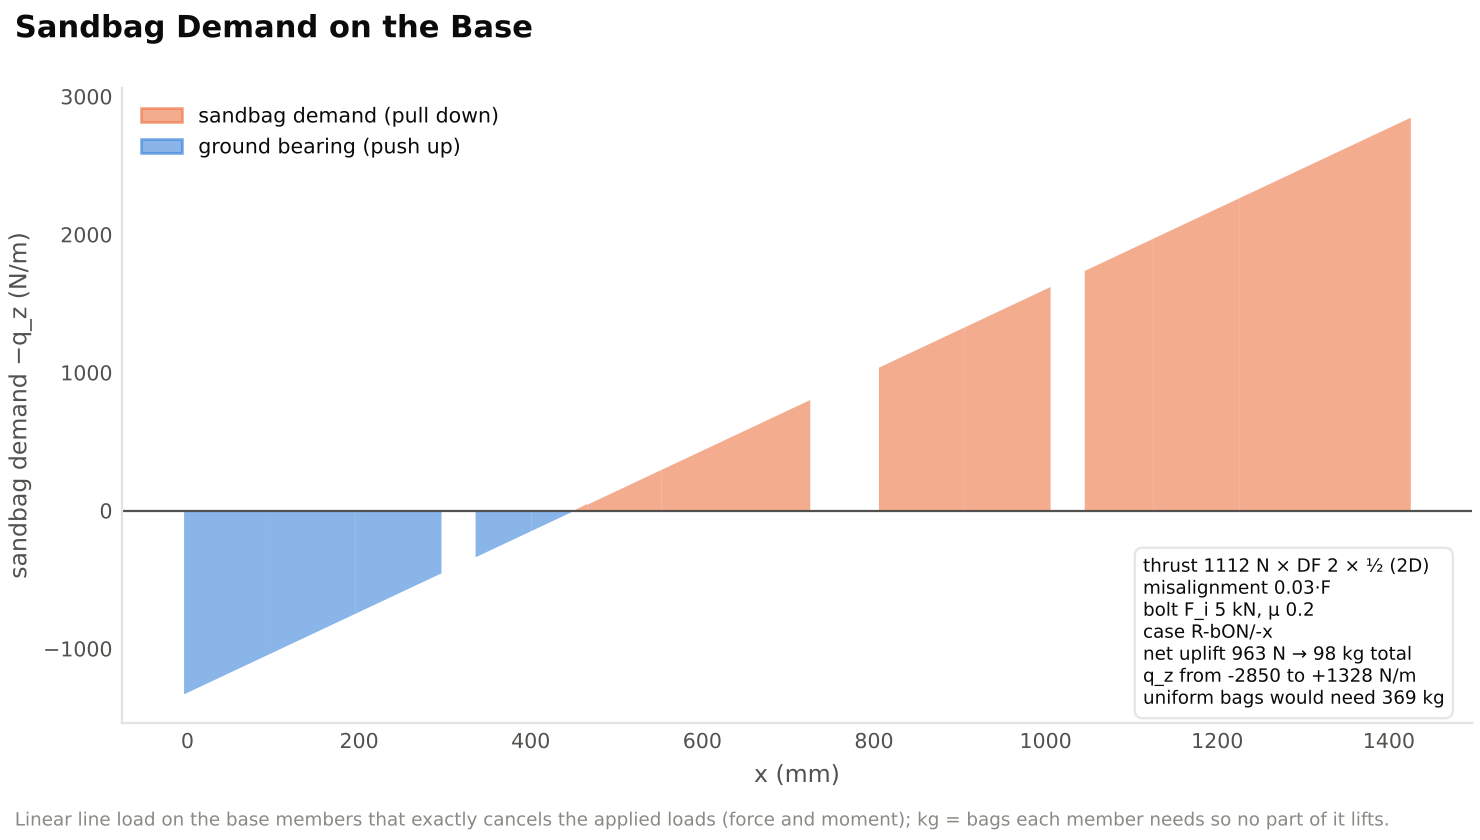 Sandbag Demand on the Base
sandbag demand (pull down)
ground bearing (push up)
sandbag demand −q_z (N/m)
3000
2000
1000
0
−1000
thrust 1112 N × DF 2 × ½ (2D)
misalignment 0.03·F
bolt F_i 5 kN, μ 0.2
case R-bON/-x
net uplift 963 N → 98 kg total
q_z from -2850 to +1328 N/m
uniform bags would need 369 kg
0 200 400 600 800 1000 1200 1400
x (mm)
Linear line load on the base members that exactly cancels the applied loads (force and moment); kg = bags each member needs so no part of it lifts.